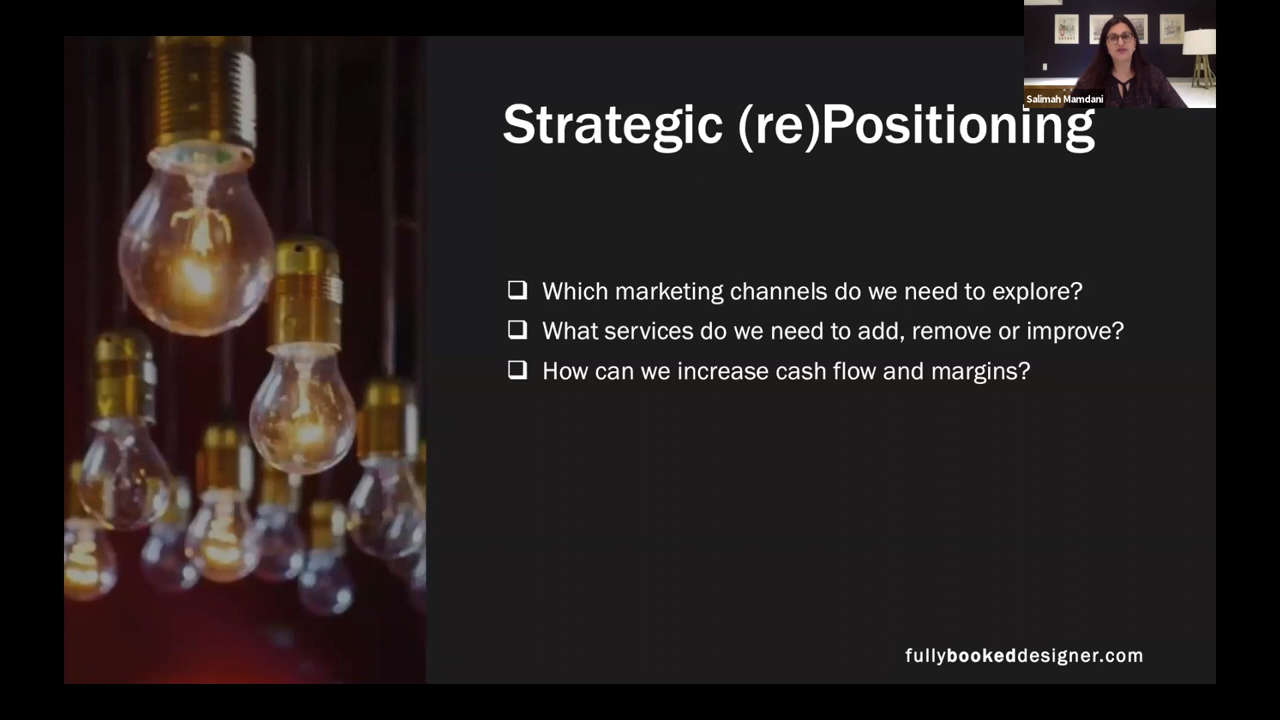 Salimah Mamdani
Strategic (re)Positioning
Which marketing channels do we need to explore?
What services do we need to add, remove or improve?
How can we increase cash flow and margins?
fullybookeddesigner.com